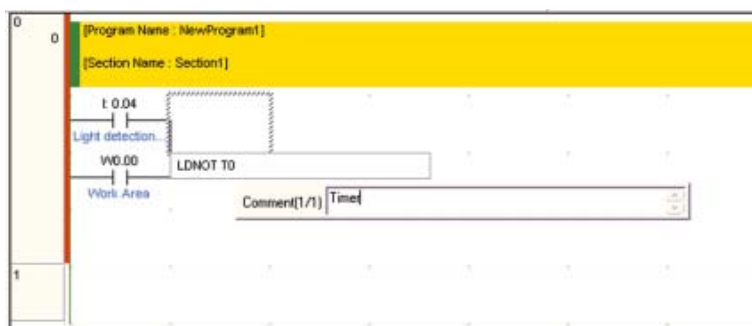 0
0
[Program Name : NewProgram1]
[Section Name : Section1]
I: 0.04
Light detection...
W0.00
LDNOT T0
Work Area
Comment(1/1)
Timer
1